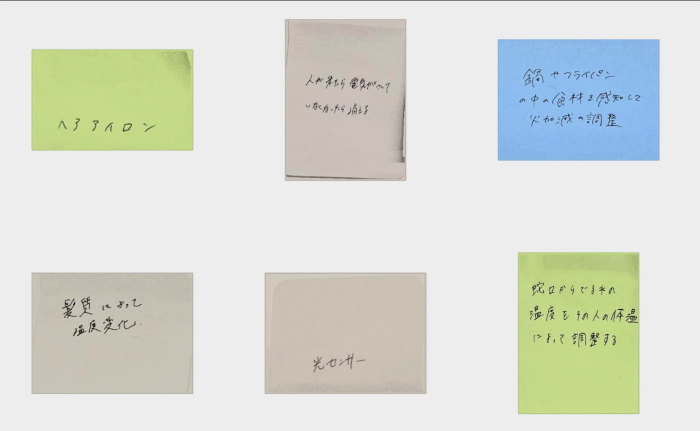 ヘアアイロン
人が来たら電気がついて
いなくなったら消える
鍋やフライパン
の中の食材を感知して
火加減の調整
髪質によって
温度変化
光センサー
蛇口からでる水の
温度をその人の体温
によって調整する